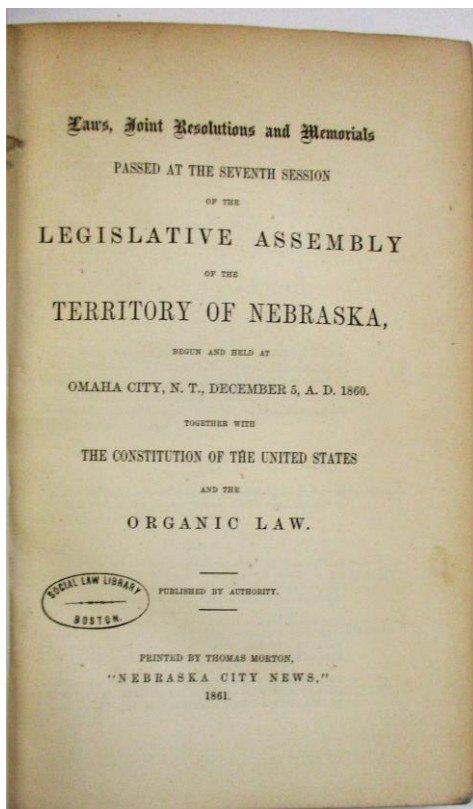 Laws, Joint Resolutions and Memorials
PASSED AT THE SEVENTH SESSION
OF THE
LEGISLATIVE ASSEMBLY
OF THE
TERRITORY OF NEBRASKA,
BEGUN AND HELD AT
OMAHA CITY, N. T., DECEMBER 5, A. D. 1860.
TOGETHER WITH
THE CONSTITUTION OF THE UNITED STATES
AND THE
ORGANIC LAW.
SOCIAL LAW LIBRARY
BOSTON.
PUBLISHED BY AUTHORITY.
PRINTED BY THOMAS MORTON,
"NEBRASKA CITY NEWS,"
1861.